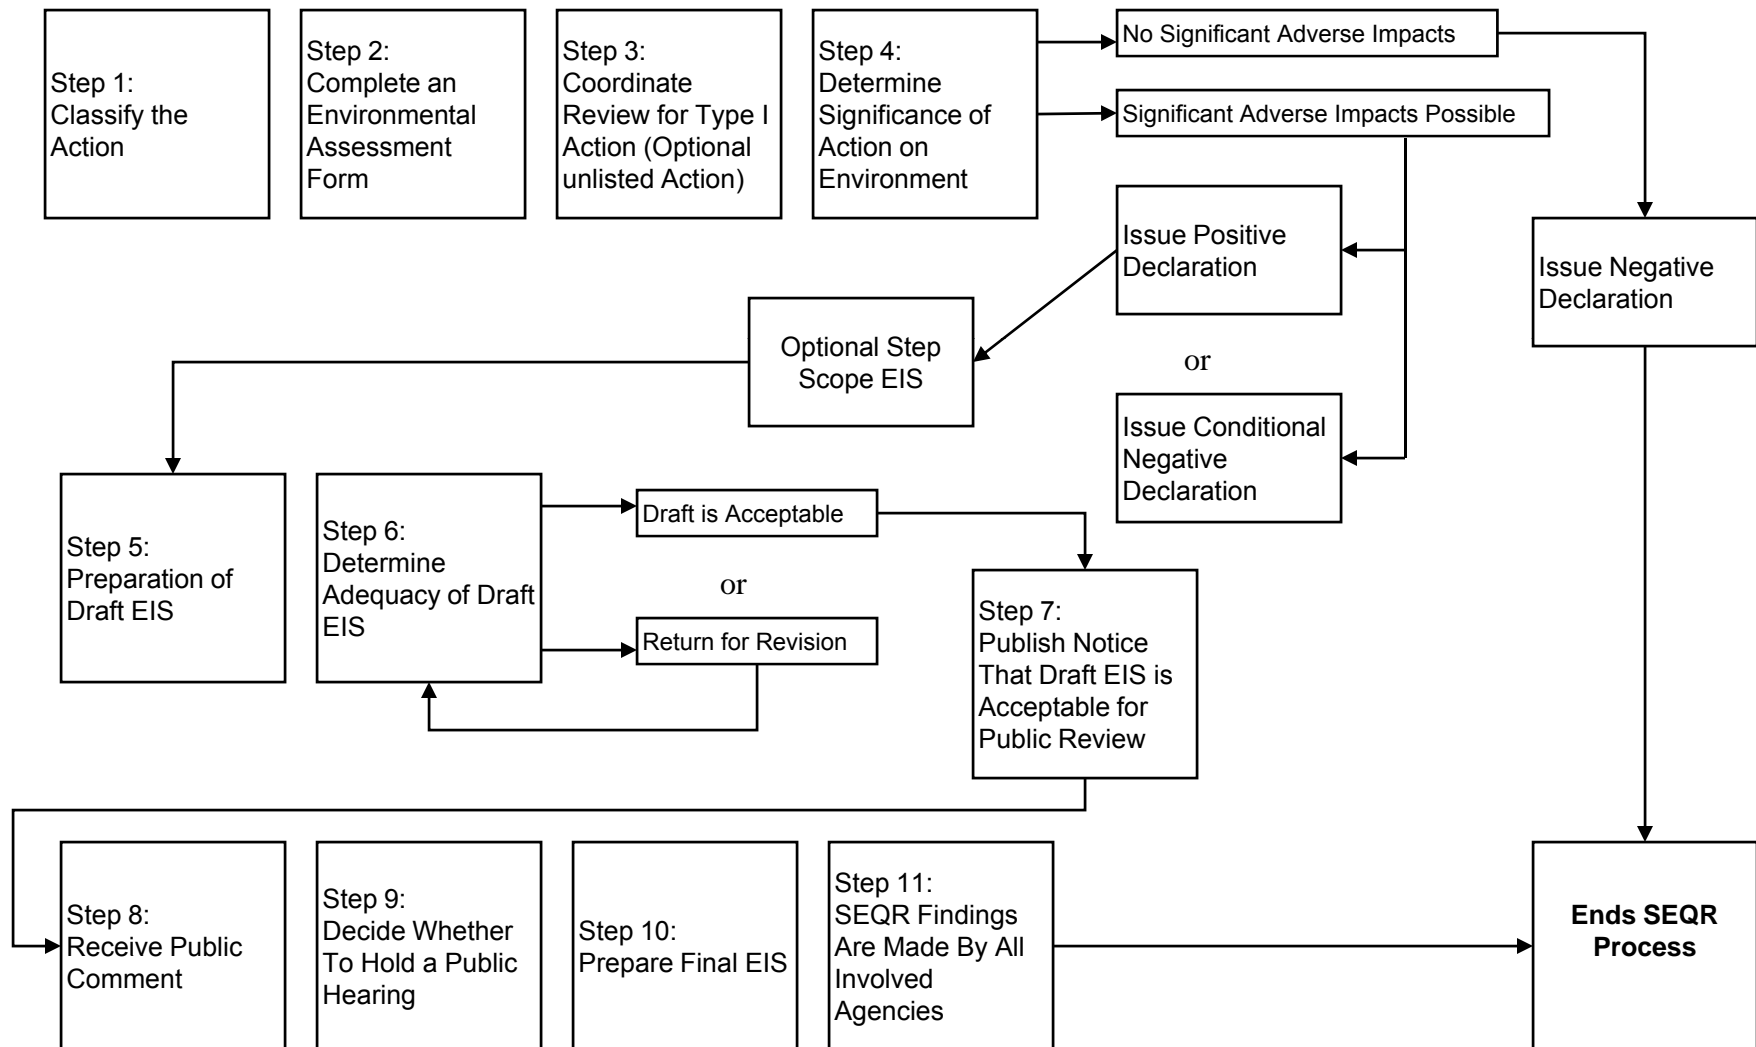 Step 1:
Classify the
Action
Step 2:
Complete an
Environmental
Assessment
Form
Step 3:
Coordinate
Review for Type I
Action (Optional
unlisted Action)
Step 4:
Determine
Significance of
Action on
Environment
No Significant Adverse Impacts
Significant Adverse Impacts Possible
Issue Positive
Declaration
or
Issue Conditional
Negative
Declaration
Issue Negative
Declaration
Optional Step
Scope EIS
Step 5:
Preparation of
Draft EIS
Step 6:
Determine
Adequacy of Draft
EIS
Draft is Acceptable
or
Return for Revision
Step 7:
Publish Notice
That Draft EIS is
Acceptable for
Public Review
Step 8:
Receive Public
Comment
Step 9:
Decide Whether
To Hold a Public
Hearing
Step 10:
Prepare Final EIS
Step 11:
SEQR Findings
Are Made By All
Involved
Agencies
Ends SEQR
Process